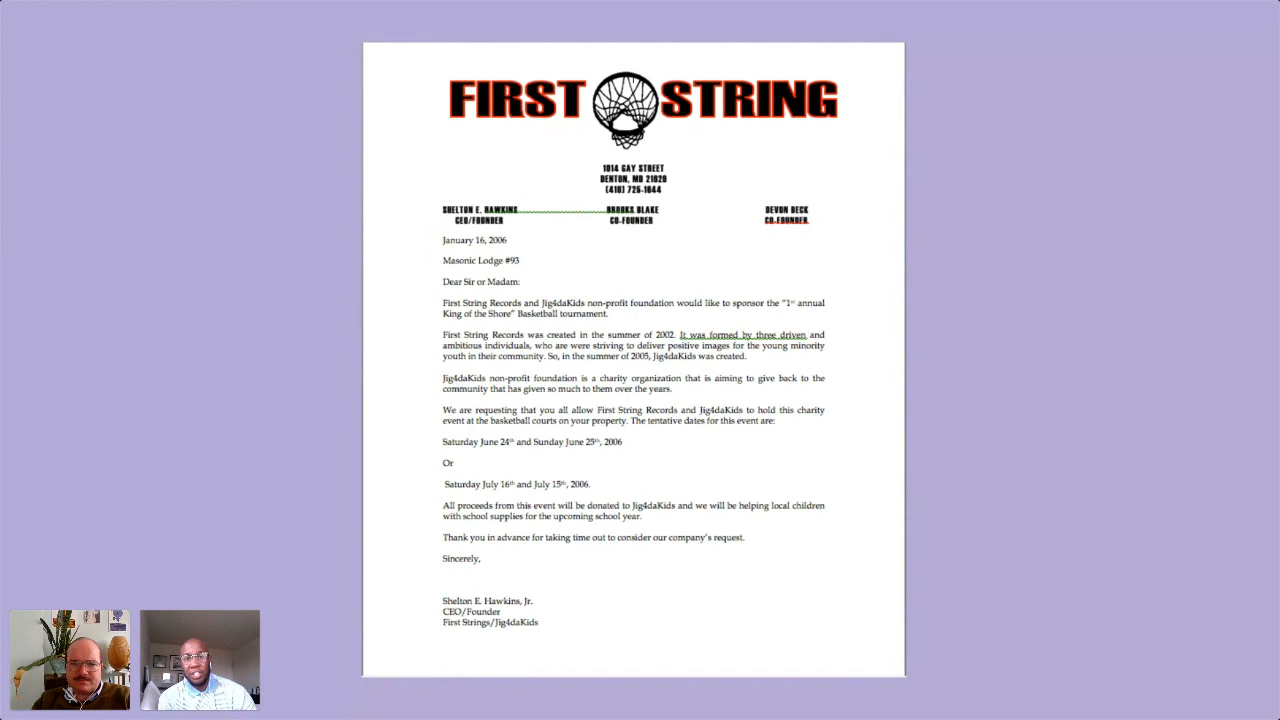 FIRST STRING
1014 GAY STREET
DENTON, MD 21629
(410) 725-1644
SHELTON E. HAWKINS BROOKS BLAKE DEVON BECK
CEO/FOUNDER CO-FOUNDER CO-FOUNDER
January 16, 2006
Masonic Lodge #93
Dear Sir or Madam:
First String Records and Jig4daKids non-profit foundation would like to sponsor the “1st annual
King of the Shore” Basketball tournament.
First String Records was created in the summer of 2002. It was formed by three driven and
ambitious individuals, who are were striving to deliver positive images for the young minority
youth in their community. So, in the summer of 2005, Jig4daKids was created.
Jig4daKids non-profit foundation is a charity organization that is aiming to give back to the
community that has given so much to them over the years.
We are requesting that you all allow First String Records and Jig4daKids to hold this charity
event at the basketball courts on your property. The tentative dates for this event are:
Saturday June 24th and Sunday June 25th, 2006
Or
Saturday July 16th and July 15th, 2006.
All proceeds from this event will be donated to Jig4daKids and we will be helping local children
with school supplies for the upcoming school year.
Thank you in advance for taking time out to consider our company’s request.
Sincerely,
Shelton E. Hawkins, Jr.
CEO/Founder
First Strings/Jig4daKids